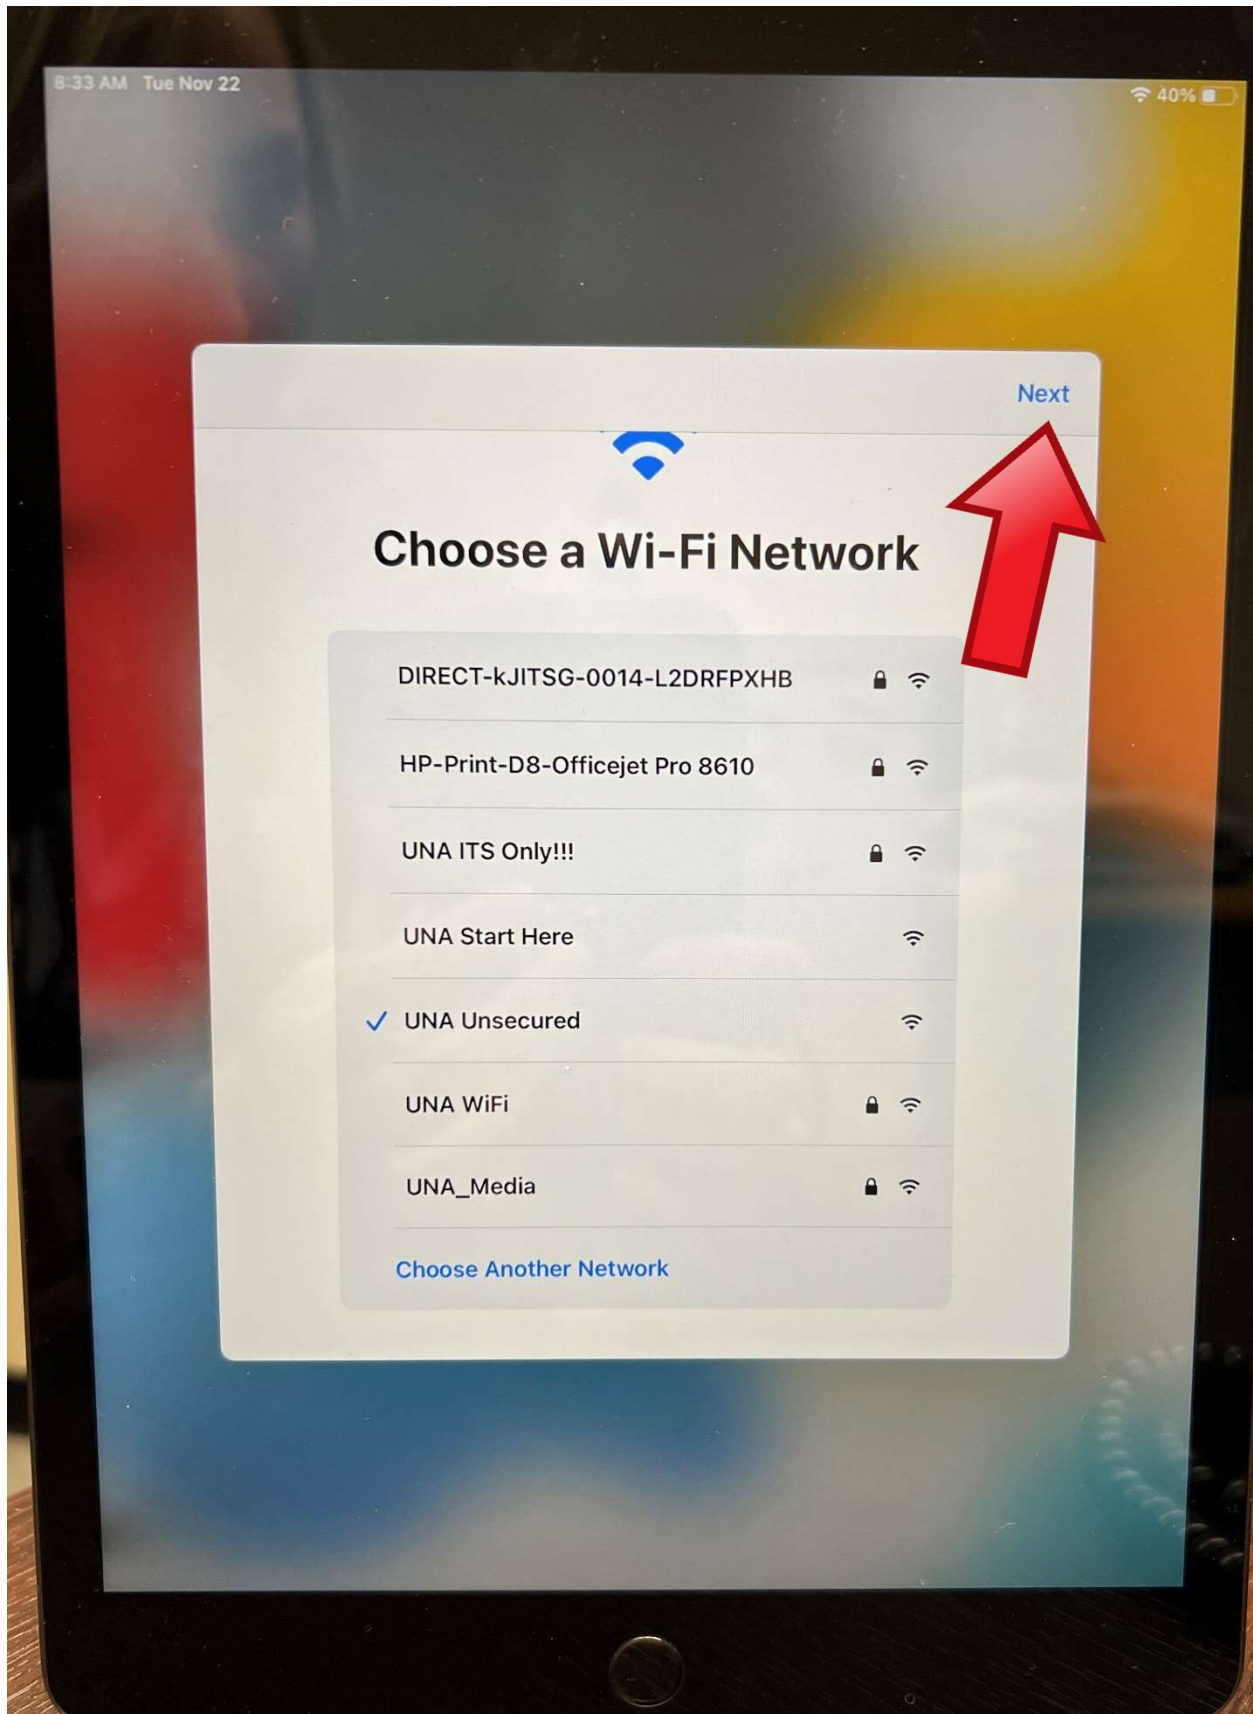 8:33 AM Tue Nov 22
40%
Next
Choose a Wi-Fi Network
DIRECT-kJITSG-0014-L2DRFPXHB
HP-Print-D8-Officejet Pro 8610
UNA ITS Only!!!
UNA Start Here
UNA Unsecured
UNA WiFi
UNA_Media
Choose Another Network